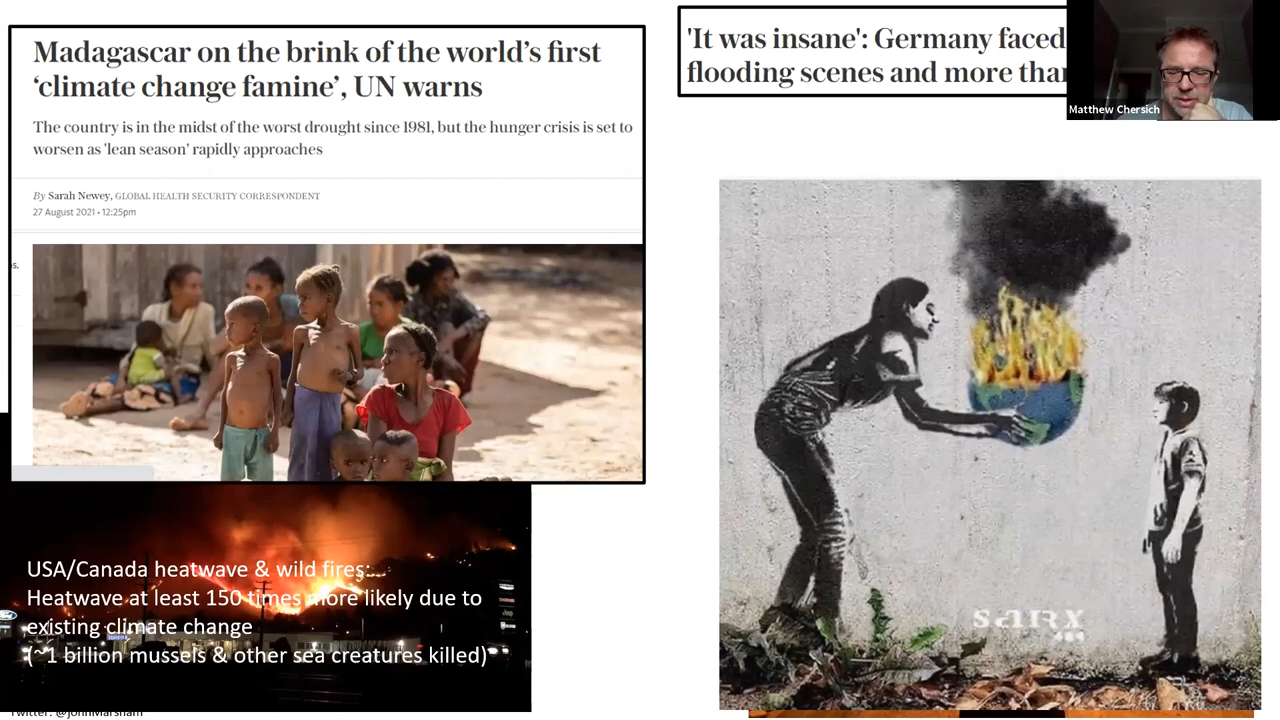 Madagascar on the brink of the world's first
'climate change famine', UN warns
The country is in the midst of the worst drought since 1981, but the hunger crisis is set to
worsen as 'lean season' rapidly approaches
By Sarah Newey, GLOBAL HEALTH SECURITY CORRESPONDENT
27 August 2021 • 12:25pm
s,
'It was insane': Germany faced
flooding scenes and more than
Matthew Chersich
USA/Canada heatwave & wild fires:
Heatwave at least 150 times more likely due to
existing climate change
(~1 billion mussels & other sea creatures killed)
SARX
Twitter: @JohnMarsham